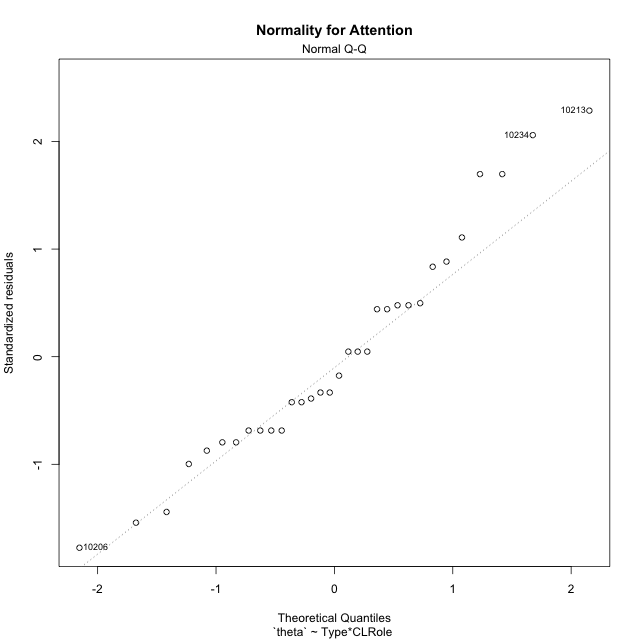 Normality for Attention
Normal Q-Q
10213
10234
2
1
0
-1
Standardized residuals
10206
-2 -1 0 1 2
Theoretical Quantiles
`theta` ~ Type*CLRole